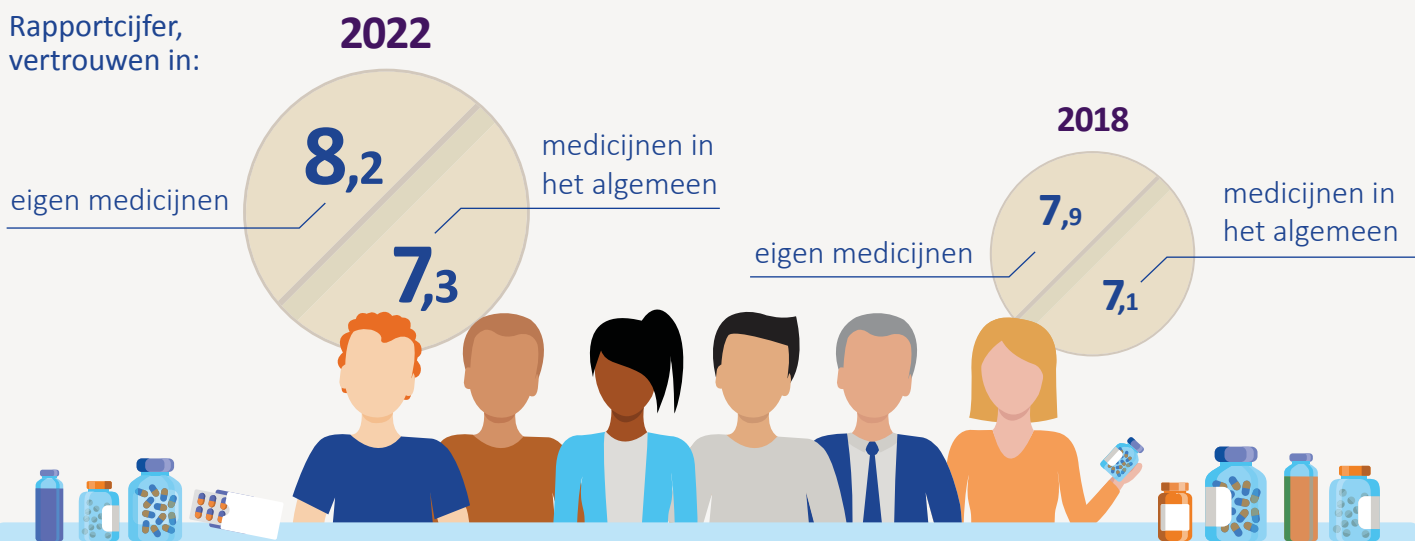 Rapportcijfer,
vertrouwen in:
2022
8,2
eigen medicijnen
medicijnen in
het algemeen
7,3
2018
7,9
eigen medicijnen
medicijnen in
het algemeen
7,1